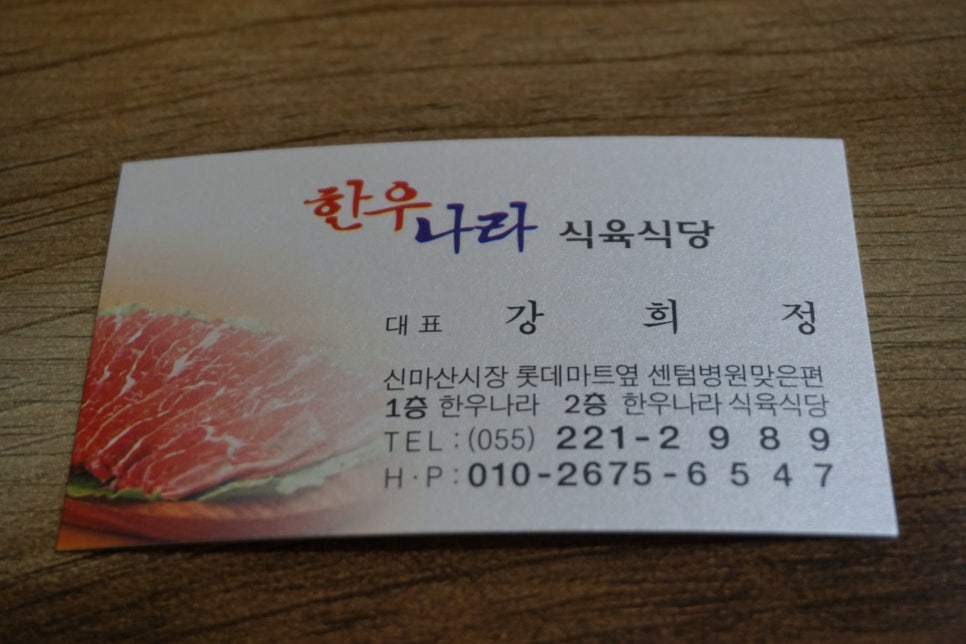 한우나라 식육식당
대표 강희정
신마산시장 롯데마트옆 센텀병원맞은편
1층 한우나라 2층 한우나라 식육식당
TEL : (055) 221-2989
H·P : 010-2675-6547